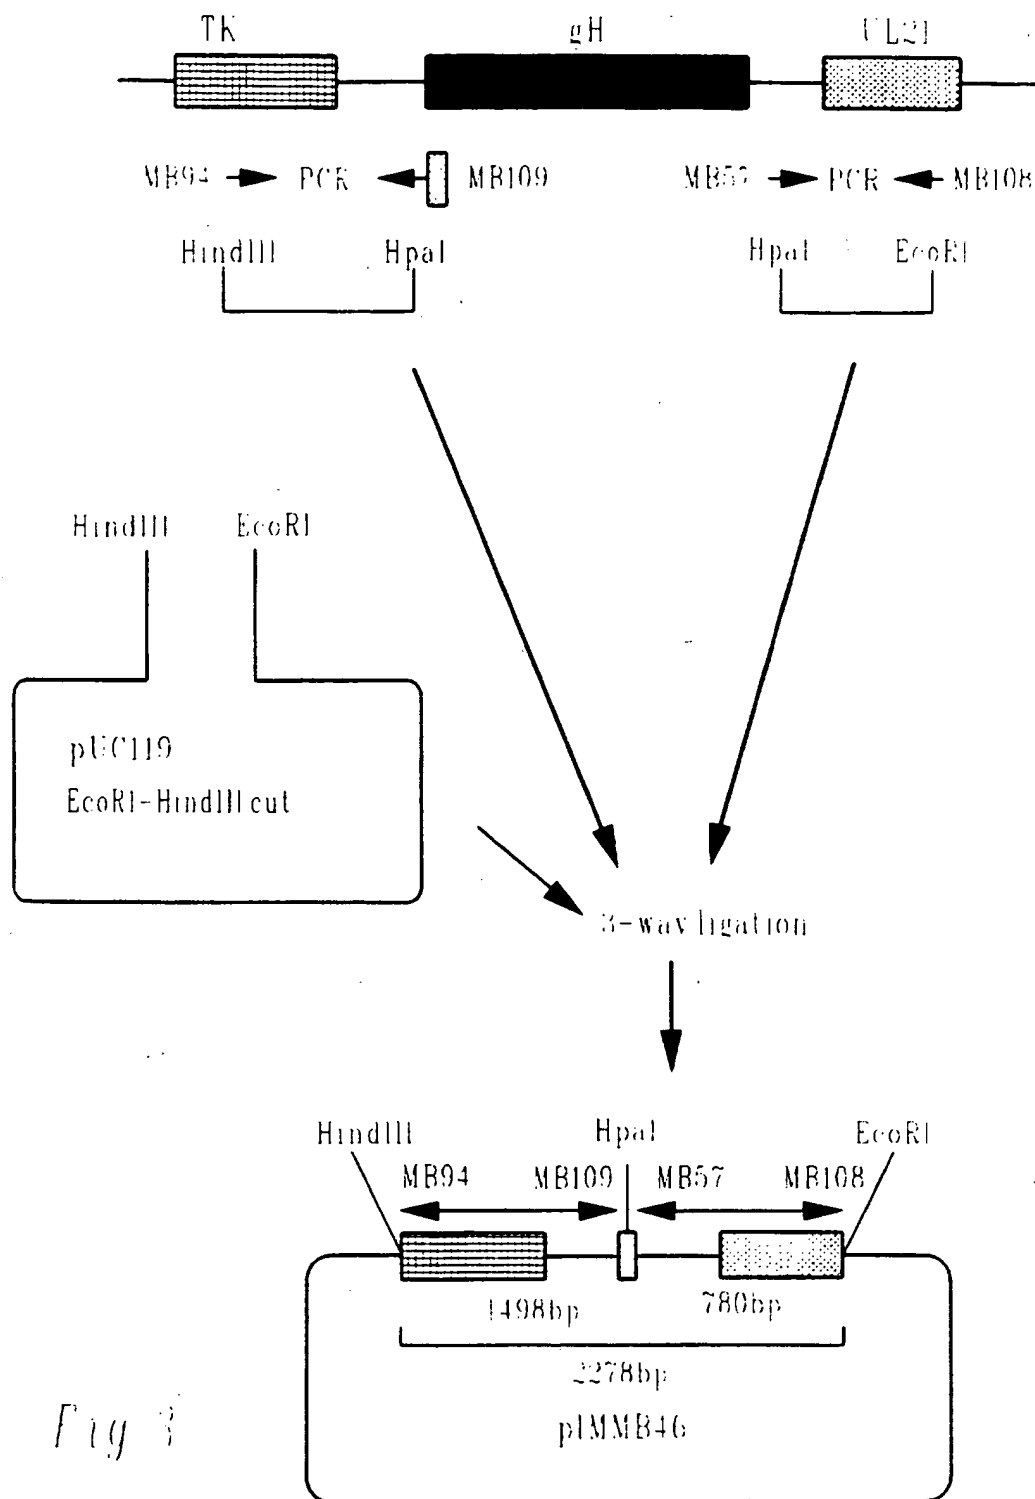 TK gH UL21
MB94 PCR MB109 MB57 PCR MB108
HindIII HpaI HpaI EcoRI
HindIII EcoRI
pUC119
EcoRI-HindIII cut
3-way ligation
HindIII HpaI EcoRI
MB94 MB109 MB57 MB108
1498bp 780bp
2278bp
pIMMB46
Fig 3